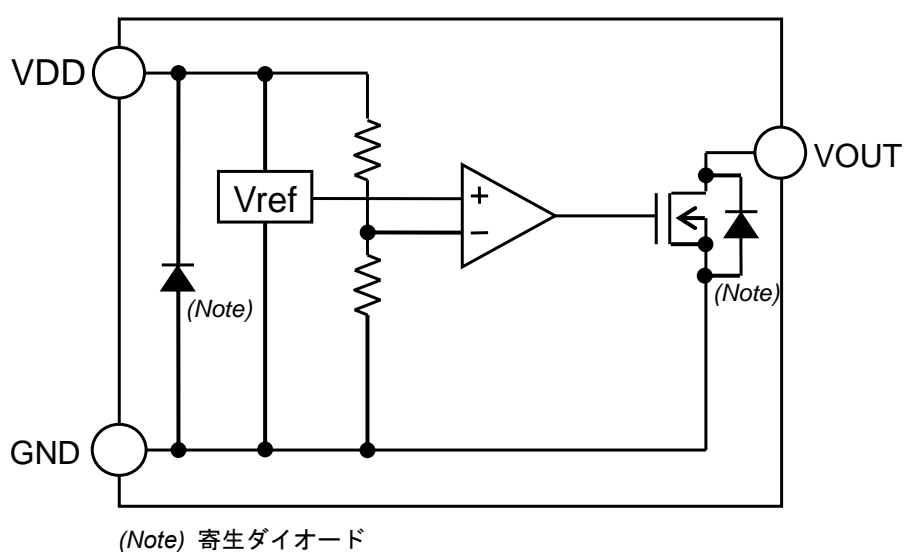 VDD
VOUT
Vref
+
−
(Note)
(Note)
GND
(Note) 寄生ダイオード